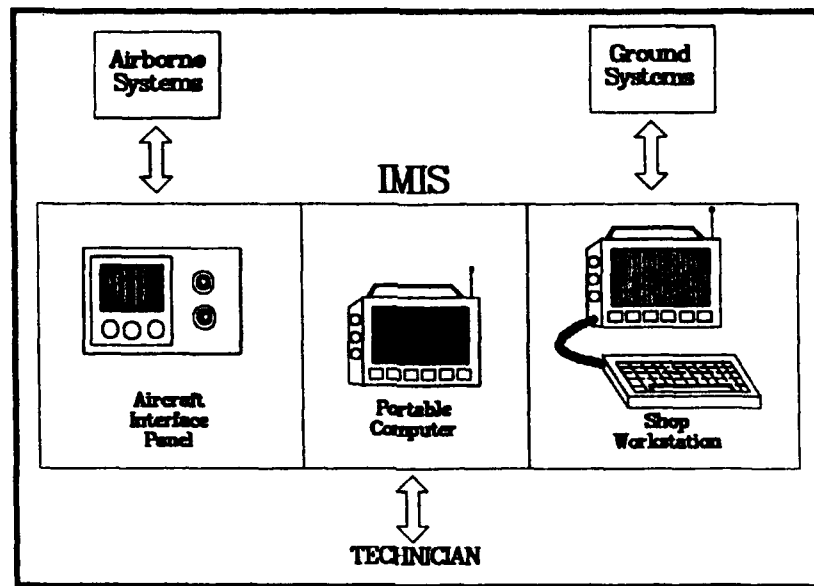 Airborne
Systems
Ground
Systems
IMIS
Aircraft
Interface
Panel
Portable
Computer
Shop
Workstation
TECHNICIAN